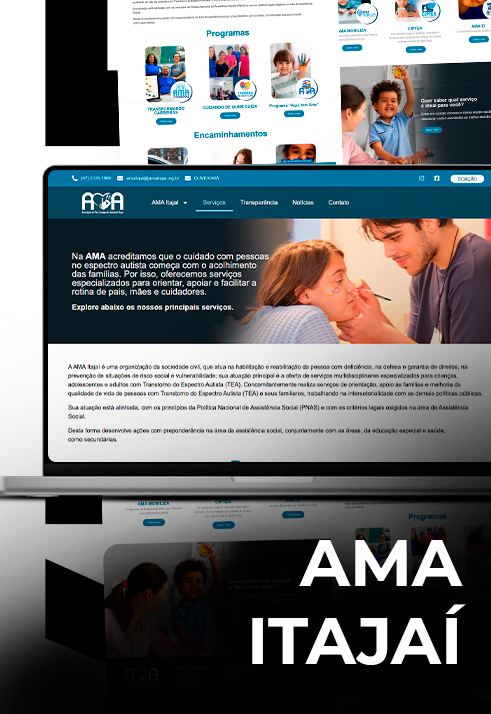 Programas
AMA MOBILIZA
CIPTEA
AMA ID
TRANSFORMANDO
CARREIRAS
CUIDANDO DE QUEM CUIDA
Programa "Aqui tem Arte"
Qual saber qual serviço
é ideal para você?
Encaminhamentos
OUVIDORIA
DOAÇÃO
AMA
AMA Itajaí
Serviços
Transparência
Notícias
Contato
Na AMA acreditamos que o cuidado com pessoas
no espectro autista começa com o acolhimento
das famílias. Por isso, oferecemos serviços
especializados para orientar, apoiar e facilitar a
rotina de pais, mães e cuidadores.
Explore abaixo os nossos principais serviços.
A AMA Itajaí é uma organização da sociedade civil, que atua na habilitação e reabilitação da pessoa com deficiência, na defesa e garantia de direitos, na
prevenção de situações de risco social e vulnerabilidade; sua atuação principal é a oferta de serviços multidisciplinares especializados para crianças,
adolescentes e adultos com Transtorno do Espectro Autista (TEA). Concomitantemente realiza serviços de orientação, apoio às famílias e melhoria da
qualidade de vida de pessoas com Transtorno do Espectro Autista (TEA) e seus familiares, trabalhando na intersetorialidade com as demais políticas públicas.
Sua atuação está alinhada, com os princípios da Política Nacional de Assistência Social (PNAS) e com os critérios legais exigidos na área de Assistência
Social.
Desta forma desenvolve ações com preponderância na área da assistência social, conjuntamente com as áreas, da educação especial e saúde,
como secundárias.
AMA MOBILIZA
CIPTEA
Programas
AMA
ITAJAÍ